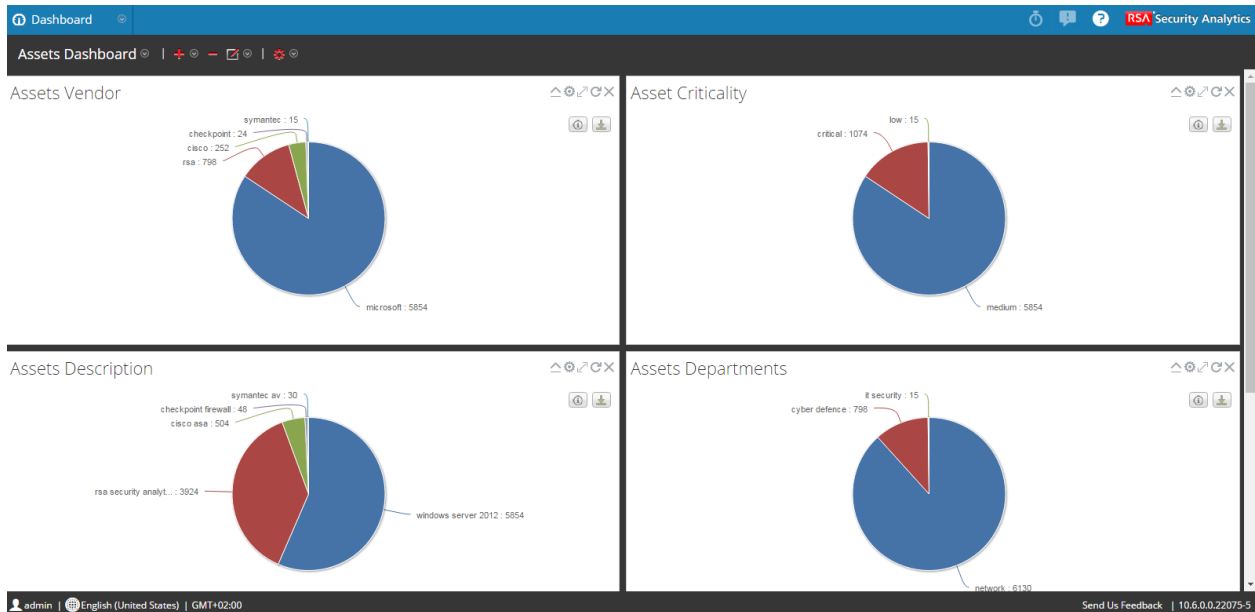 Dashboard
RSA Security Analytics
Assets Dashboard
Assets Vendor
symantec : 15
checkpoint : 24
cisco : 252
rsa : 798
microsoft : 5854
Asset Criticality
low : 15
critical : 1074
medium : 5854
Assets Description
symantec av : 30
checkpoint firewall : 48
cisco asa : 504
rsa security analyt... : 3924
windows server 2012 : 5854
Assets Departments
it security : 15
cyber defence : 798
network : 6130
admin | English (United States) | GMT+02:00
Send Us Feedback | 10.6.0.0.22075-5